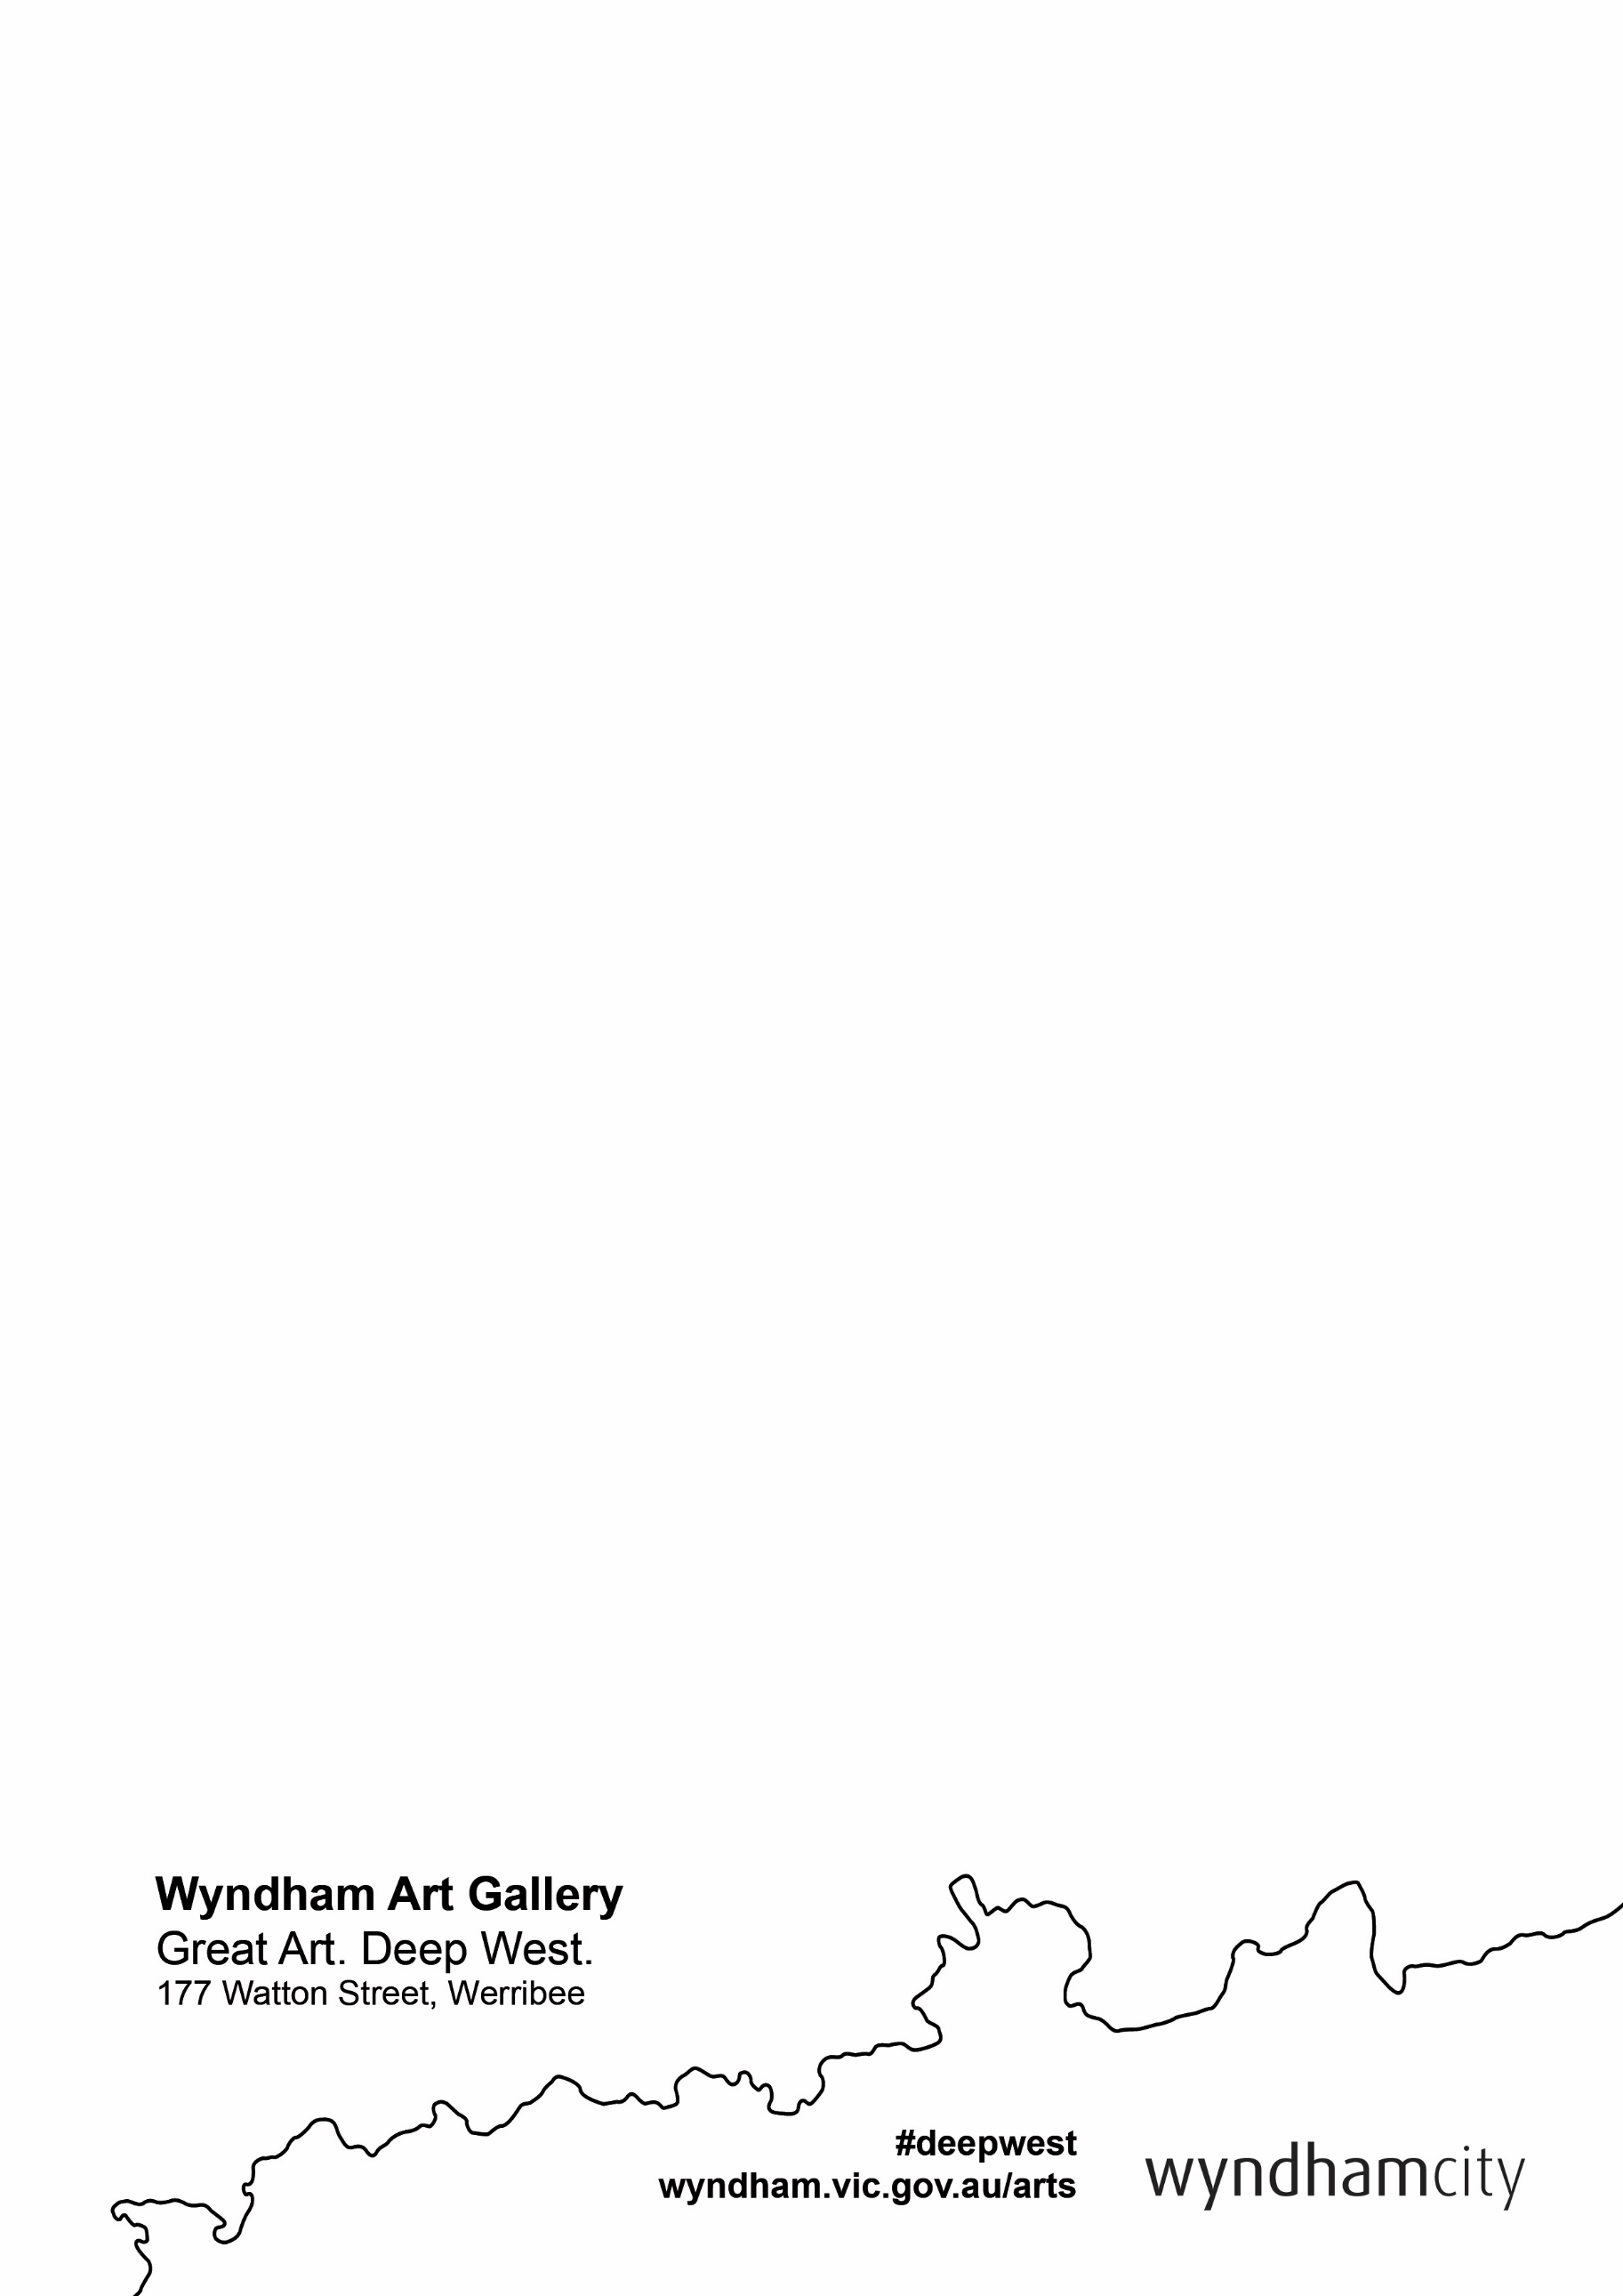 Wyndham Art Gallery
Great Art. Deep West.
177 Watton Street, Werribee
#deepwest
wyndham.vic.gov.au/arts
wyndhamcity